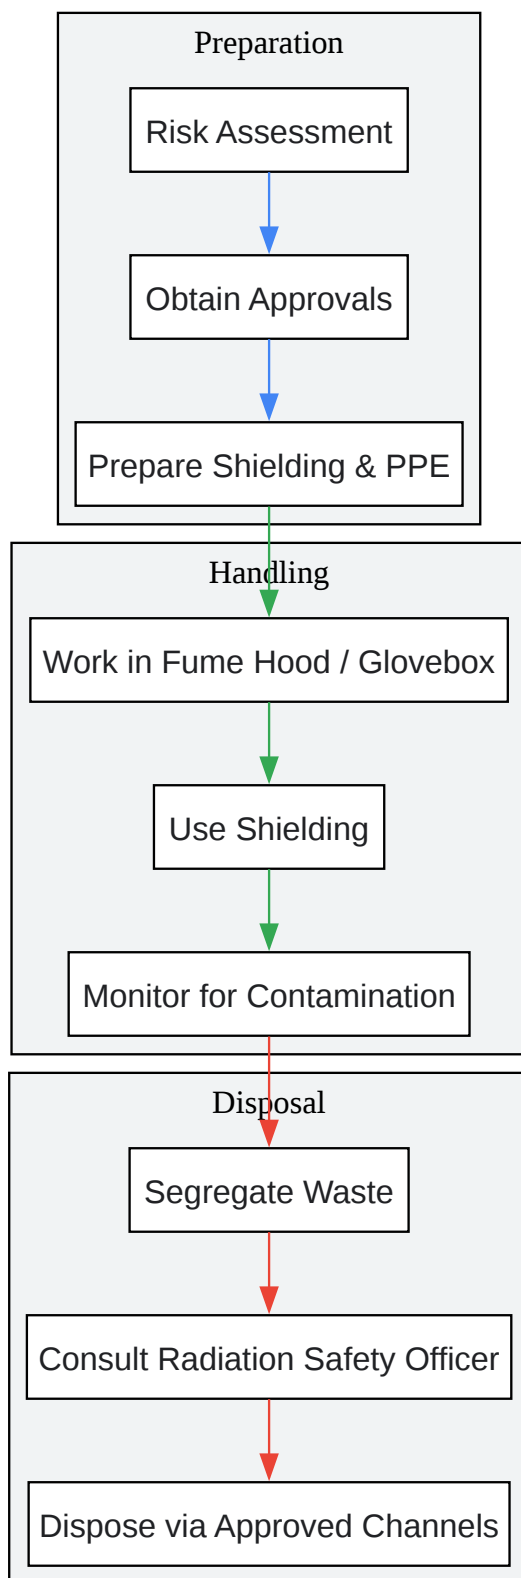 Preparation
Risk Assessment
Obtain Approvals
Prepare Shielding & PPE
Handling
Work in Fume Hood / Glovebox
Use Shielding
Monitor for Contamination
Disposal
Segregate Waste
Consult Radiation Safety Officer
Dispose via Approved Channels